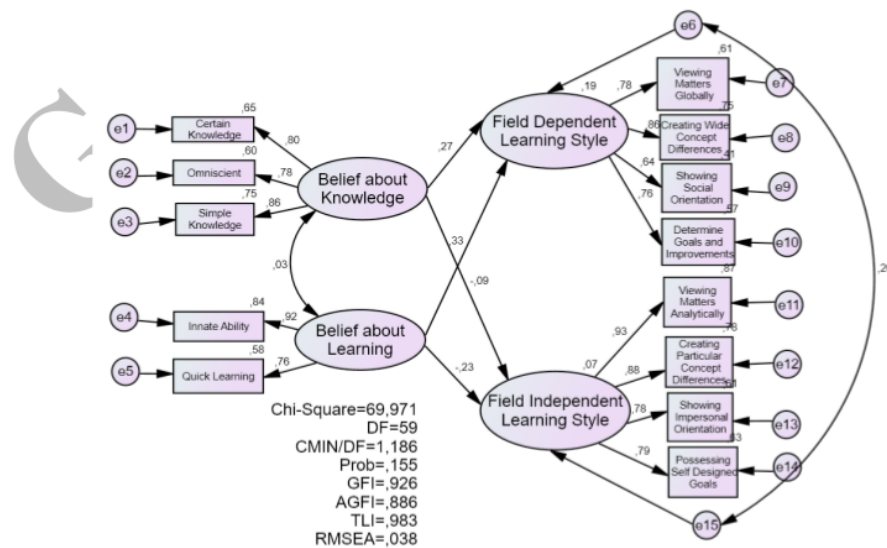 e6
,61
,19
,78
Viewing
Matters
Globally
e7
,75
,65
e1
Certain
Knowledge
,80
,60
e2
Omniscient
,78
,75
e3
Simple
Knowledge
,86
Belief about
Knowledge
,27
Field Dependent
Learning Style
,86
Creating Wide
Concept
Differences
e8
,41
,64
Showing
Social
Orientation
e9
,57
,76
Determine
Goals and
Improvements
e10
,33
-,09
,03
,87
Viewing
Matters
Analytically
e11
,93
,78
,84
e4
Innate Ability
,92
,58
e5
Quick Learning
,76
Belief about
Learning
-,23
,07
Field Independent
Learning Style
,88
Creating
Particular
Concept
Differences
e12
,78
Showing
Impersonal
Orientation
e13
,63
,79
Possessing
Self Designed
Goals
e14
e15
Chi-Square=69,971
DF=59
CMIN/DF=1,186
Prob=,155
GFI=,926
AGFI=,886
TLI=,983
RMSEA=,038